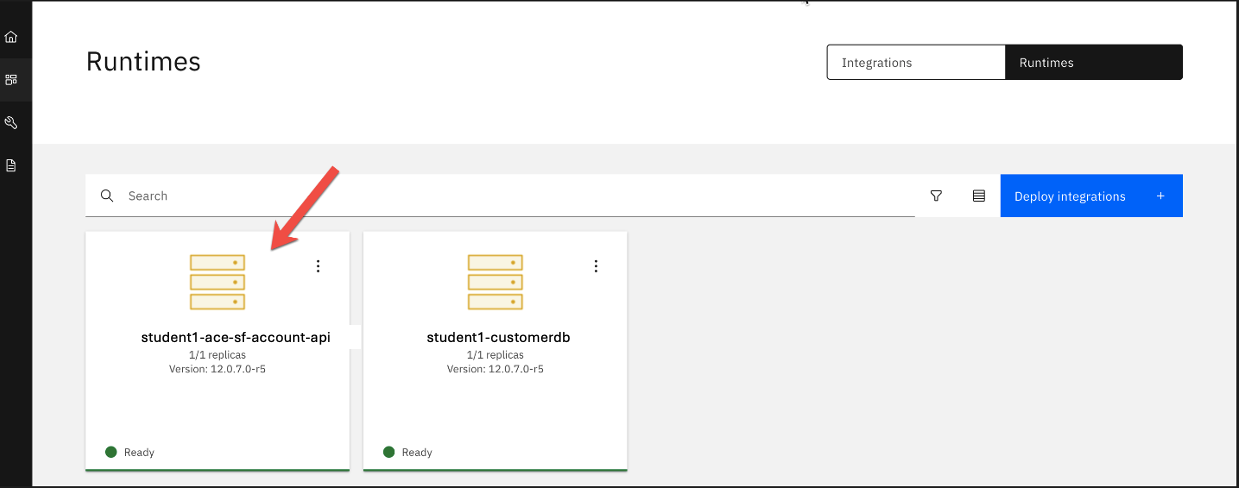 Runtimes
Integrations
Runtimes
Search
Deploy integrations +
student1-ace-sf-account-api
1/1 replicas
Version: 12.0.7.0-r5
Ready
student1-customerdb
1/1 replicas
Version: 12.0.7.0-r5
Ready